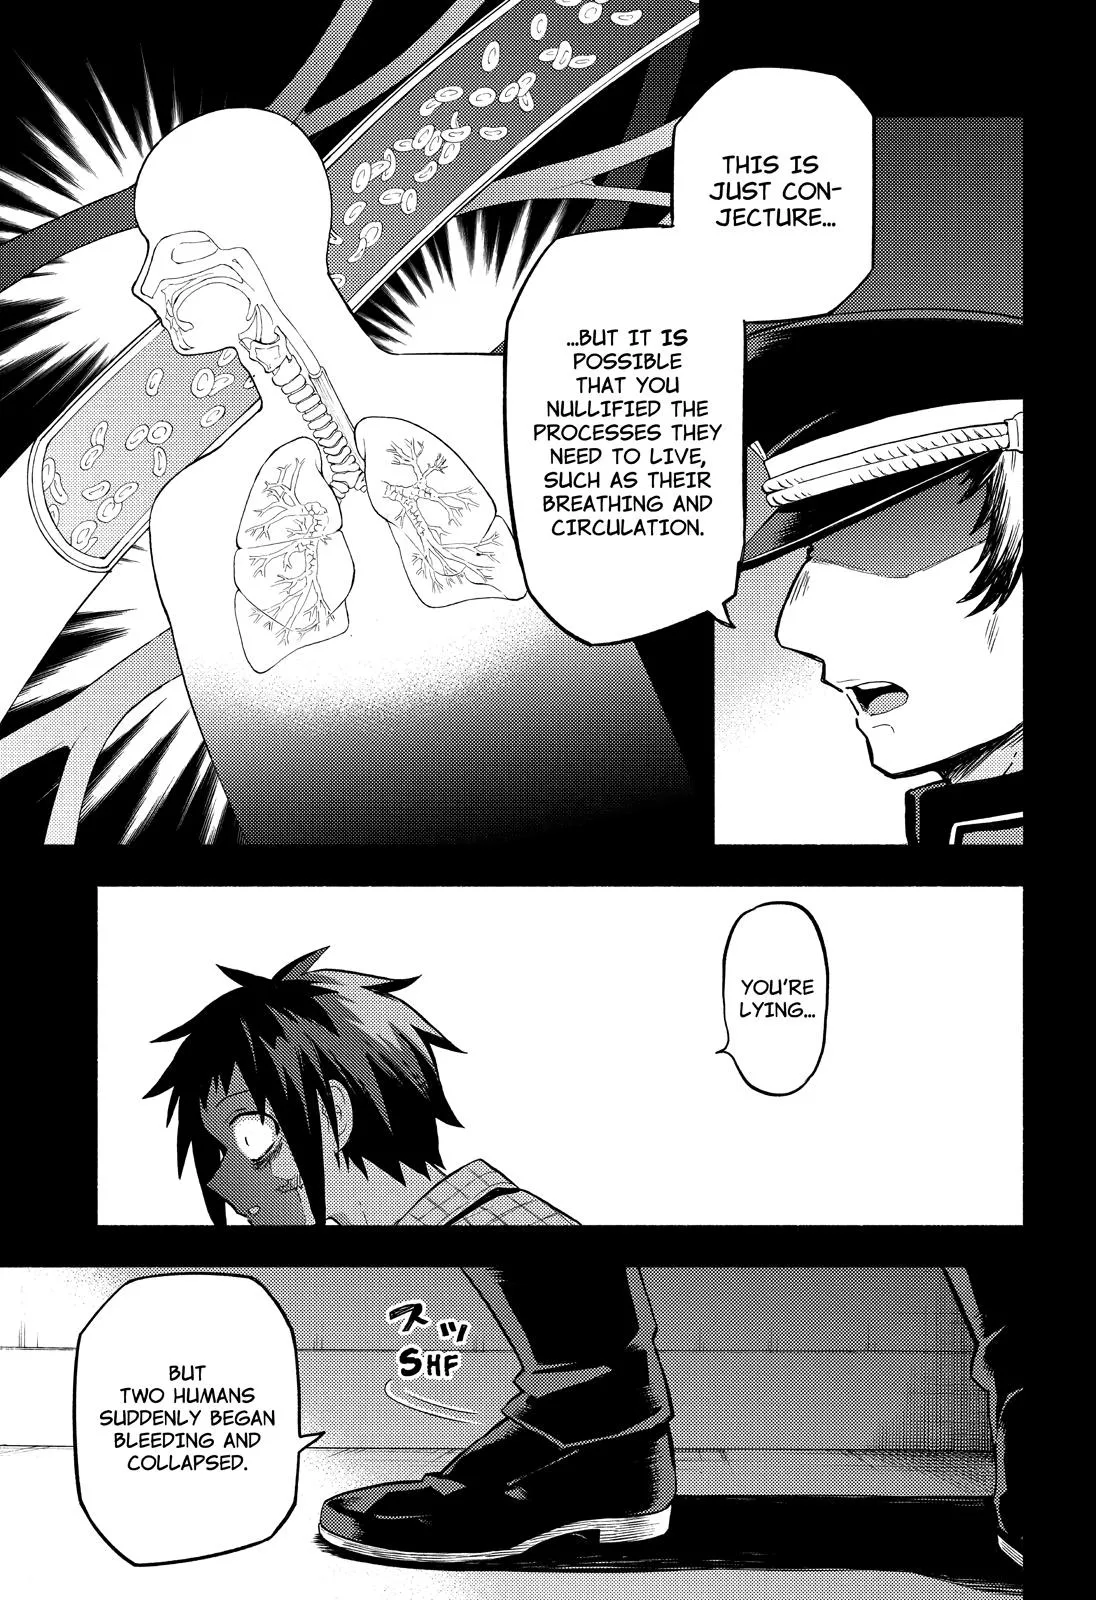 THIS IS
JUST CON-
JECTURE...
...BUT IT IS
POSSIBLE
THAT YOU
NULLIFIED THE
PROCESSES THEY
NEED TO LIVE,
SUCH AS THEIR
BREATHING AND
CIRCULATION.
YOU'RE
LYING...
スッ
SHF
BUT
TWO HUMANS
SUDDENLY BEGAN
BLEEDING AND
COLLAPSED.